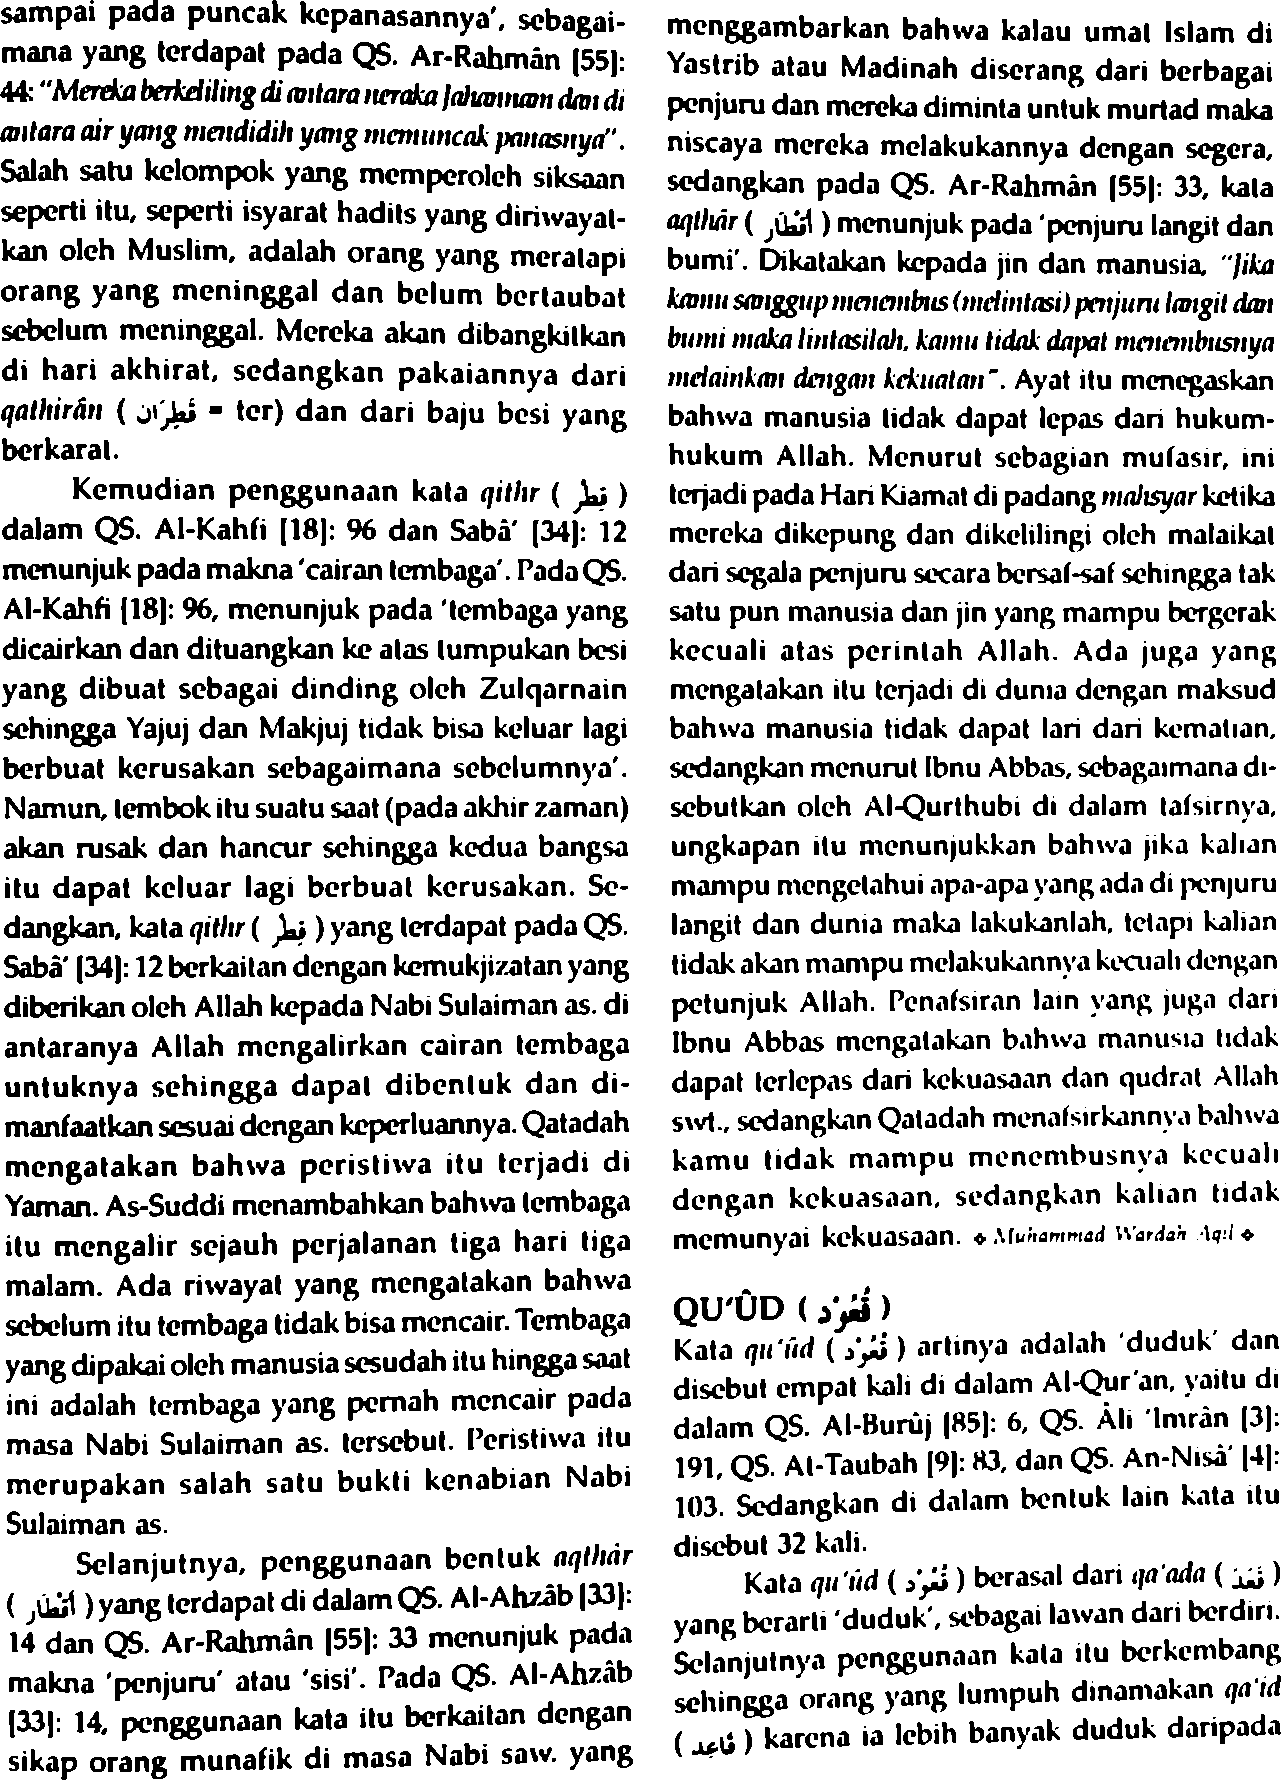 sampai pada puncak kepanasannya', sebagai-
mana yang terdapat pada QS. Ar-Rahmân [55]:
44: "Mereka berkeliling di antara neraka Jahannam dan di
antara air yang mendidih yang memuncak panasnya".
Salah satu kelompok yang memperoleh siksaan
seperti itu, seperti isyarat hadits yang diriwayat-
kan oleh Muslim, adalah orang yang meratapi
orang yang meninggal dan belum bertaubat
sebelum meninggal. Mereka akan dibangkitkan
di hari akhirat, sedangkan pakaiannya dari
qathirân ( قَطِرَان = ter) dan dari baju besi yang
berkarat.
Kemudian penggunaan kata qithr ( قِطْر )
dalam QS. Al-Kahfi [18]: 96 dan Sabâ' [34]: 12
menunjuk pada makna 'cairan tembaga'. Pada QS.
Al-Kahfi [18]: 96, menunjuk pada 'tembaga yang
dicairkan dan dituangkan ke atas tumpukan besi
yang dibuat sebagai dinding oleh Zulqarnain
sehingga Yajuj dan Makjuj tidak bisa keluar lagi
berbuat kerusakan sebagaimana sebelumnya'.
Namun, tembok itu suatu saat (pada akhir zaman)
akan rusak dan hancur sehingga kedua bangsa
itu dapat keluar lagi berbuat kerusakan. Se-
dangkan, kata qithr ( قِطْر ) yang terdapat pada QS.
Sabâ' [34]: 12 berkaitan dengan kemukjizatan yang
diberikan oleh Allah kepada Nabi Sulaiman as. di
antaranya Allah mengalirkan cairan tembaga
untuknya sehingga dapat dibentuk dan di-
manfaatkan sesuai dengan keperluannya. Qatadah
mengatakan bahwa peristiwa itu terjadi di
Yaman. As-Suddi menambahkan bahwa tembaga
itu mengalir sejauh perjalanan tiga hari tiga
malam. Ada riwayat yang mengatakan bahwa
sebelum itu tembaga tidak bisa mencair. Tembaga
yang dipakai oleh manusia sesudah itu hingga saat
ini adalah tembaga yang pernah mencair pada
masa Nabi Sulaiman as. tersebut. Peristiwa itu
merupakan salah satu bukti kenabian Nabi
Sulaiman as.
Selanjutnya, penggunaan bentuk aqthâr
( أَقْطَار ) yang terdapat di dalam QS. Al-Ahzâb [33]:
14 dan QS. Ar-Rahmân [55]: 33 menunjuk pada
makna 'penjuru' atau 'sisi'. Pada QS. Al-Ahzâb
[33]: 14, penggunaan kata itu berkaitan dengan
sikap orang munafik di masa Nabi saw. yang
menggambarkan bahwa kalau umat Islam di
Yastrib atau Madinah diserang dari berbagai
penjuru dan mereka diminta untuk murtad maka
niscaya mereka melakukannya dengan segera,
sedangkan pada QS. Ar-Rahmân [55]: 33, kata
aqthâr ( أَقْطَار ) menunjuk pada 'penjuru langit dan
bumi'. Dikatakan kepada jin dan manusia, "Jika
kamu sanggup menembus (melintasi) penjuru langit dan
bumi maka lintasilah, kamu tidak dapat menembusnya
melainkan dengan kekuatan". Ayat itu menegaskan
bahwa manusia tidak dapat lepas dari hukum-
hukum Allah. Menurut sebagian mufasir, ini
terjadi pada Hari Kiamat di padang mahsyar ketika
mereka dikepung dan dikelilingi oleh malaikat
dari segala penjuru secara bersaf-saf sehingga tak
satu pun manusia dan jin yang mampu bergerak
kecuali atas perintah Allah. Ada juga yang
mengatakan itu terjadi di dunia dengan maksud
bahwa manusia tidak dapat lari dari kematian,
sedangkan menurut Ibnu Abbas, sebagaimana di-
sebutkan oleh Al-Qurthubi di dalam tafsirnya,
ungkapan itu menunjukkan bahwa jika kalian
mampu mengetahui apa-apa yang ada di penjuru
langit dan dunia maka lakukanlah, tetapi kalian
tidak akan mampu melakukannya kecuali dengan
petunjuk Allah. Penafsiran lain yang juga dari
Ibnu Abbas mengatakan bahwa manusia tidak
dapat terlepas dari kekuasaan dan qudrat Allah
swt., sedangkan Qatadah menafsirkannya bahwa
kamu tidak mampu menembusnya kecuali
dengan kekuasaan, sedangkan kalian tidak
memunyai kekuasaan. ❖ Muhammad Wardah Aqil ❖
QU'ÛD ( قُعُوْد )
Kata qu'ûd ( قُعُوْد ) artinya adalah 'duduk' dan
disebut empat kali di dalam Al-Qur'an, yaitu di
dalam QS. Al-Burûj [85]: 6, QS. Âli 'Imrân [3]:
191, QS. At-Taubah [9]: 83, dan QS. An-Nisâ' [4]:
103. Sedangkan di dalam bentuk lain kata itu
disebut 32 kali.
Kata qu'ûd ( قُعُوْد ) berasal dari qa'ada ( قَعَدَ )
yang berarti 'duduk', sebagai lawan dari berdiri.
Selanjutnya penggunaan kata itu berkembang
sehingga orang yang lumpuh dinamakan qa'id
( قَاعِد ) karena ia lebih banyak duduk daripada